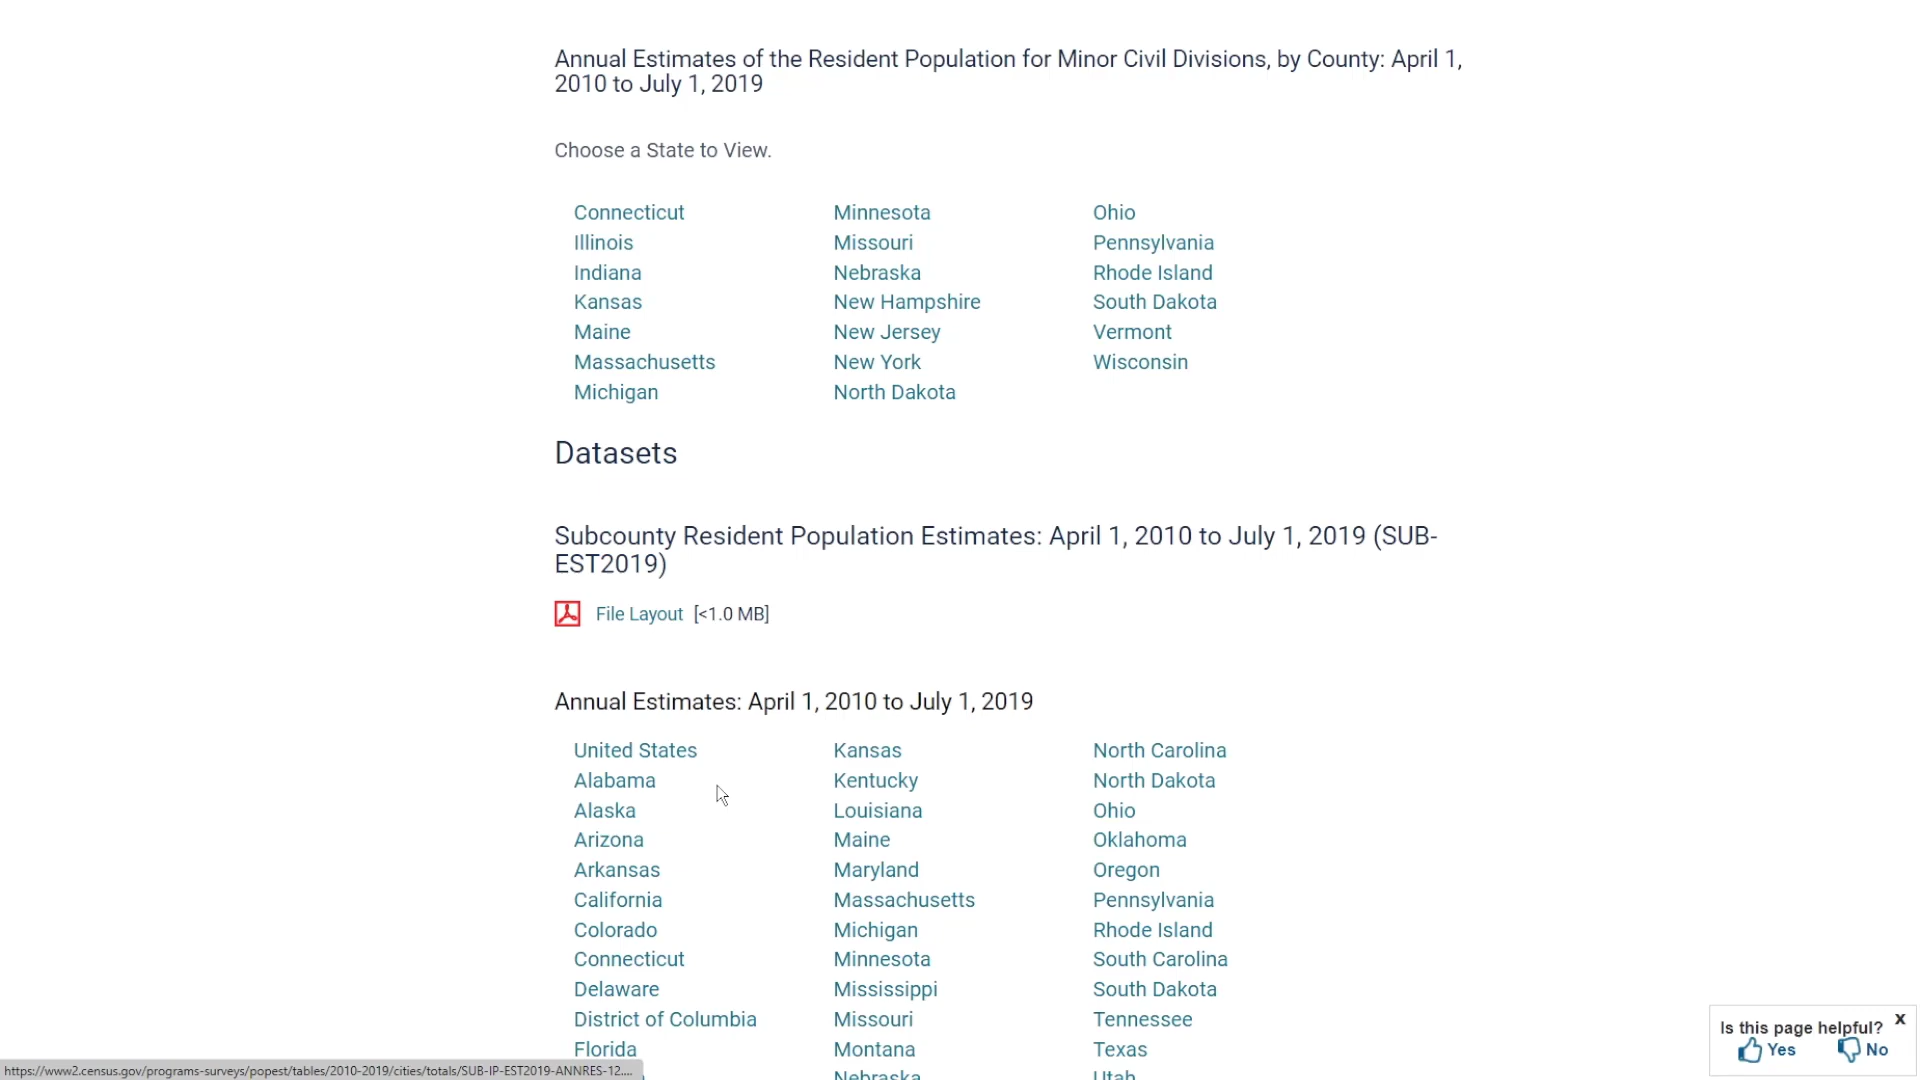 Annual Estimates of the Resident Population for Minor Civil Divisions, by County: April 1,
2010 to July 1, 2019
Choose a State to View.
Connecticut
Illinois
Indiana
Kansas
Maine
Massachusetts
Michigan
Minnesota
Missouri
Nebraska
New Hampshire
New Jersey
New York
North Dakota
Ohio
Pennsylvania
Rhode Island
South Dakota
Vermont
Wisconsin
Datasets
Subcounty Resident Population Estimates: April 1, 2010 to July 1, 2019 (SUB-
EST2019)
File Layout [<1.0 MB]
Annual Estimates: April 1, 2010 to July 1, 2019
United States
Alabama
Alaska
Arizona
Arkansas
California
Colorado
Connecticut
Delaware
District of Columbia
Florida
Kansas
Kentucky
Louisiana
Maine
Maryland
Massachusetts
Michigan
Minnesota
Mississippi
Missouri
Montana
Nebraska
North Carolina
North Dakota
Ohio
Oklahoma
Oregon
Pennsylvania
Rhode Island
South Carolina
South Dakota
Tennessee
Texas
Utah
Is this page helpful? x
Yes No
https://www2.census.gov/programs-surveys/popest/tables/2010-2019/cities/totals/SUB-IP-EST2019-ANNRES-12....